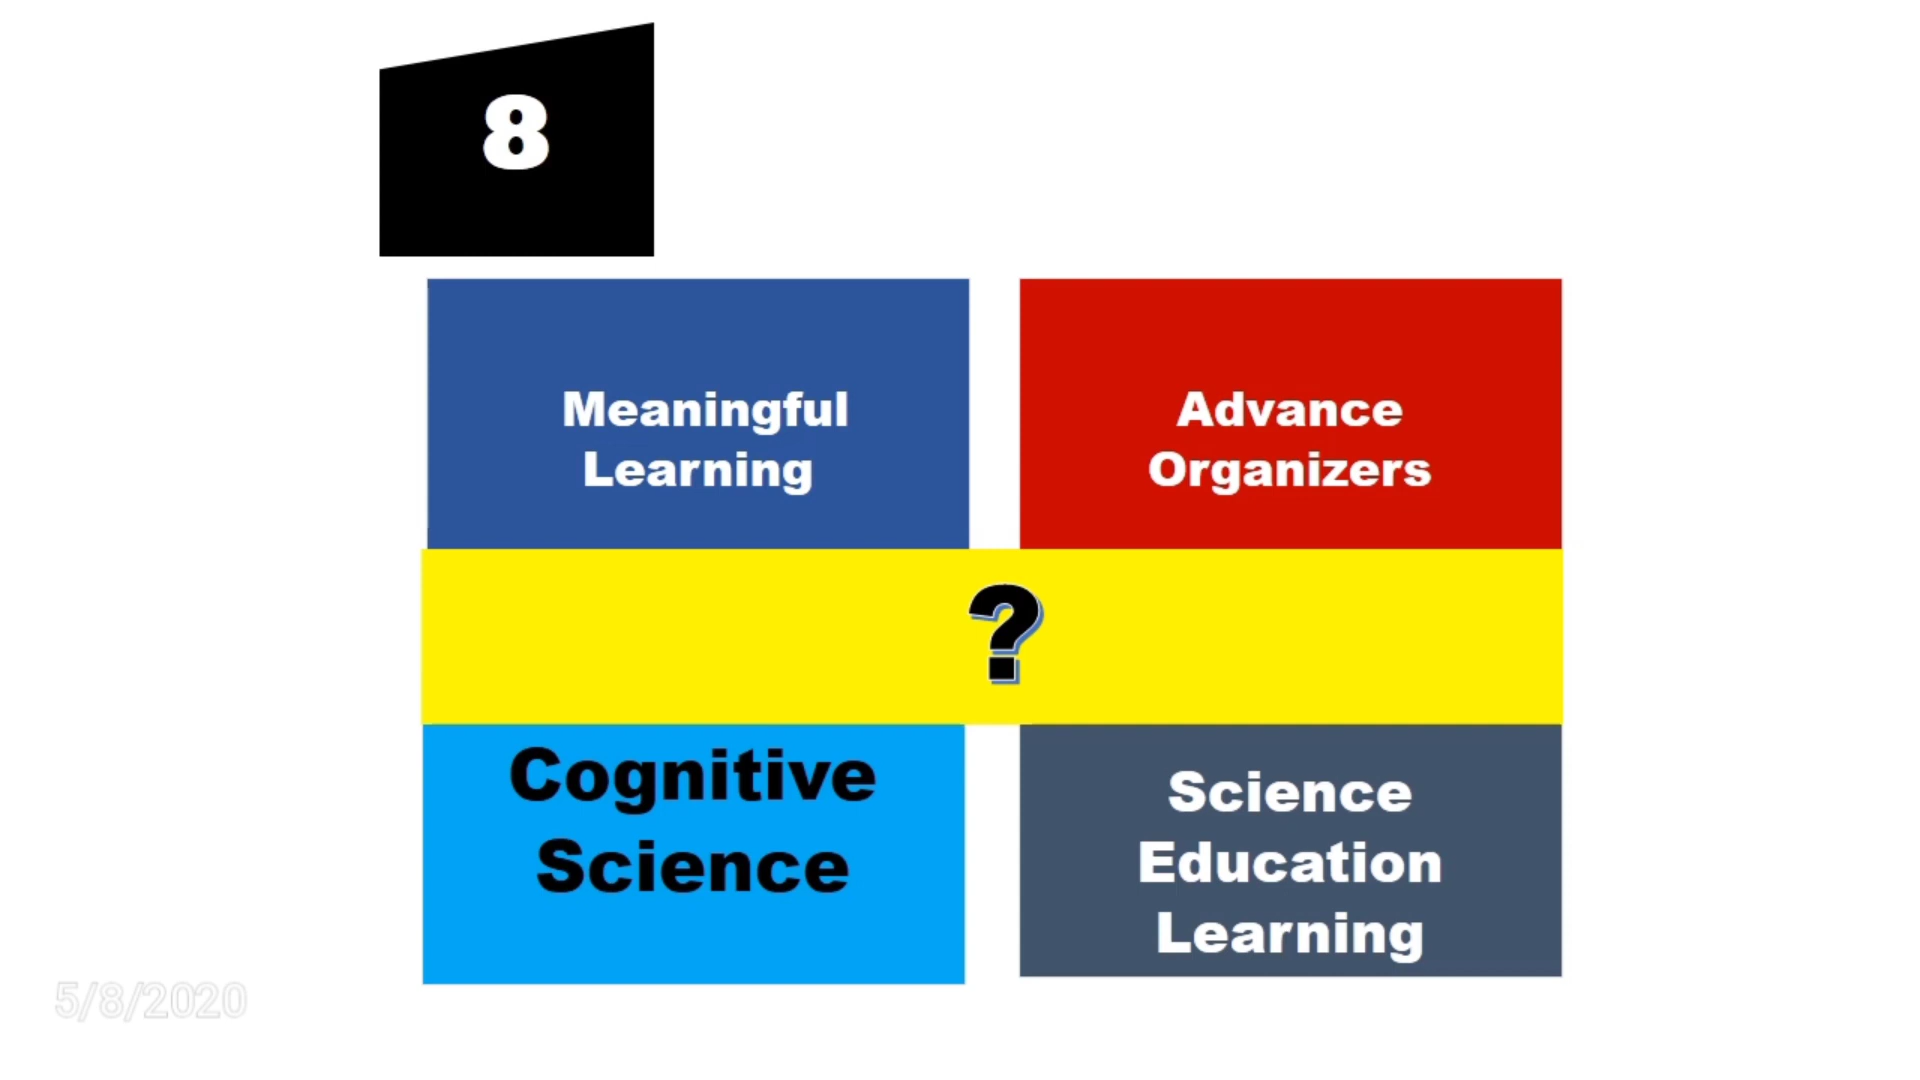 8
Meaningful
Learning
Advance
Organizers
?
Cognitive
Science
Science
Education
Learning
5/8/2020